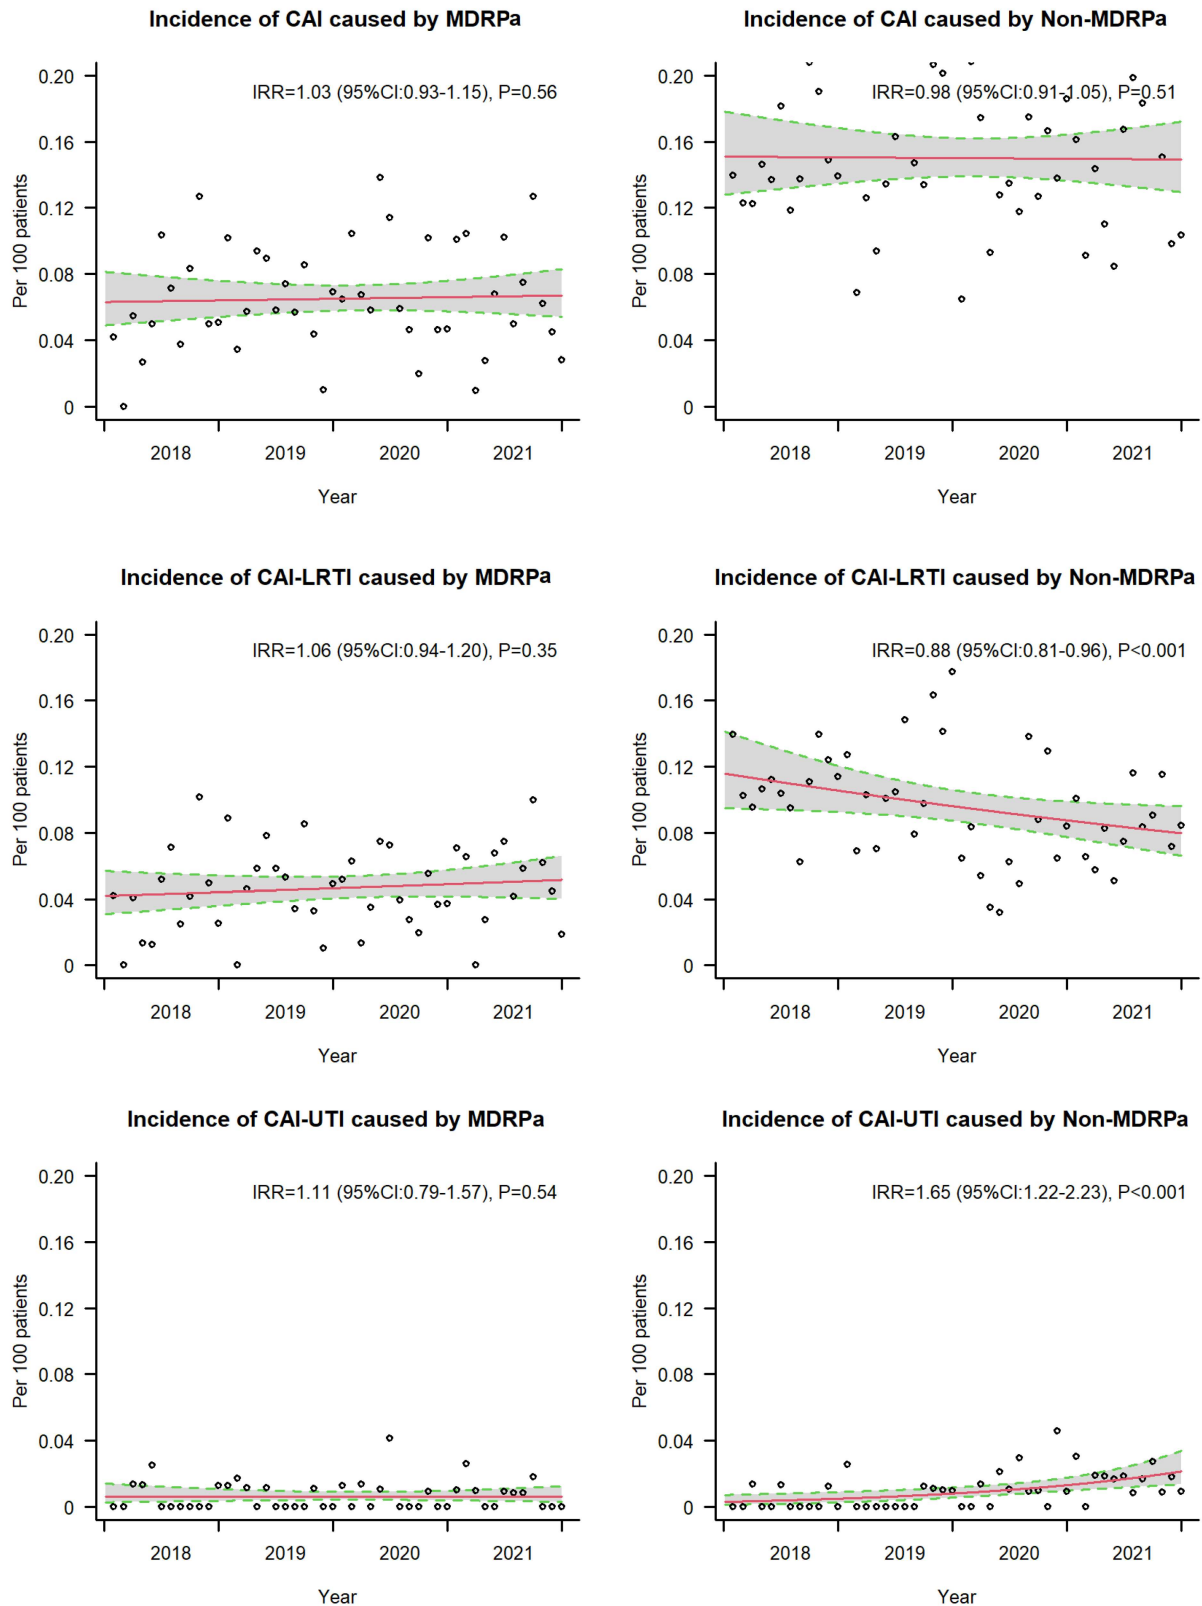 Incidence of CAI caused by MDRPa
IRR=1.03 (95%CI:0.93-1.15), P=0.56
Per 100 patients
0.20
0.16
0.12
0.08
0.04
0
2018 2019 2020 2021
Year
Incidence of CAI caused by Non-MDRPa
IRR=0.98 (95%CI:0.91-1.05), P=0.51
Per 100 patients
0.20
0.16
0.12
0.08
0.04
0
2018 2019 2020 2021
Year
Incidence of CAI-LRTI caused by MDRPa
IRR=1.06 (95%CI:0.94-1.20), P=0.35
Per 100 patients
0.20
0.16
0.12
0.08
0.04
0
2018 2019 2020 2021
Year
Incidence of CAI-LRTI caused by Non-MDRPa
IRR=0.88 (95%CI:0.81-0.96), P<0.001
Per 100 patients
0.20
0.16
0.12
0.08
0.04
0
2018 2019 2020 2021
Year
Incidence of CAI-UTI caused by MDRPa
IRR=1.11 (95%CI:0.79-1.57), P=0.54
Per 100 patients
0.20
0.16
0.12
0.08
0.04
0
2018 2019 2020 2021
Year
Incidence of CAI-UTI caused by Non-MDRPa
IRR=1.65 (95%CI:1.22-2.23), P<0.001
Per 100 patients
0.20
0.16
0.12
0.08
0.04
0
2018 2019 2020 2021
Year